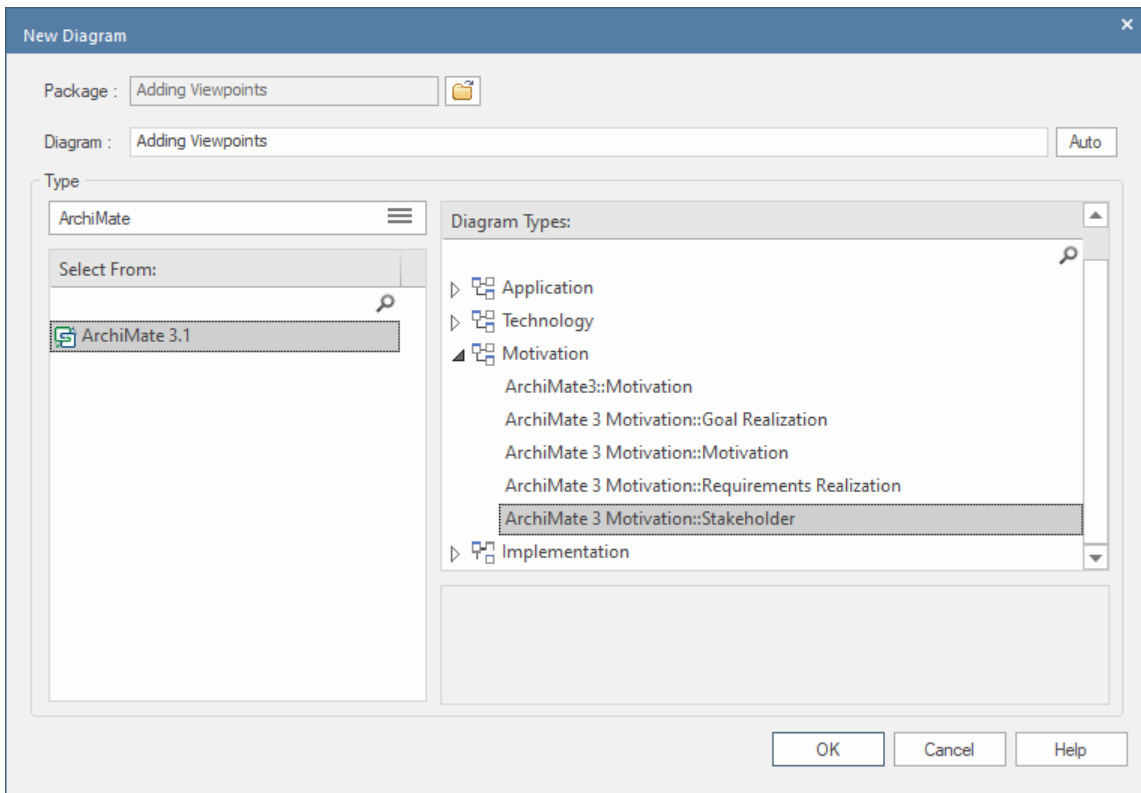 New Diagram
Package : Adding Viewpoints
Diagram : Adding Viewpoints Auto
Type
ArchiMate
Select From:
ArchiMate 3.1
Diagram Types:
Application
Technology
Motivation
ArchiMate3::Motivation
ArchiMate 3 Motivation::Goal Realization
ArchiMate 3 Motivation::Motivation
ArchiMate 3 Motivation::Requirements Realization
ArchiMate 3 Motivation::Stakeholder
Implementation
OK Cancel Help